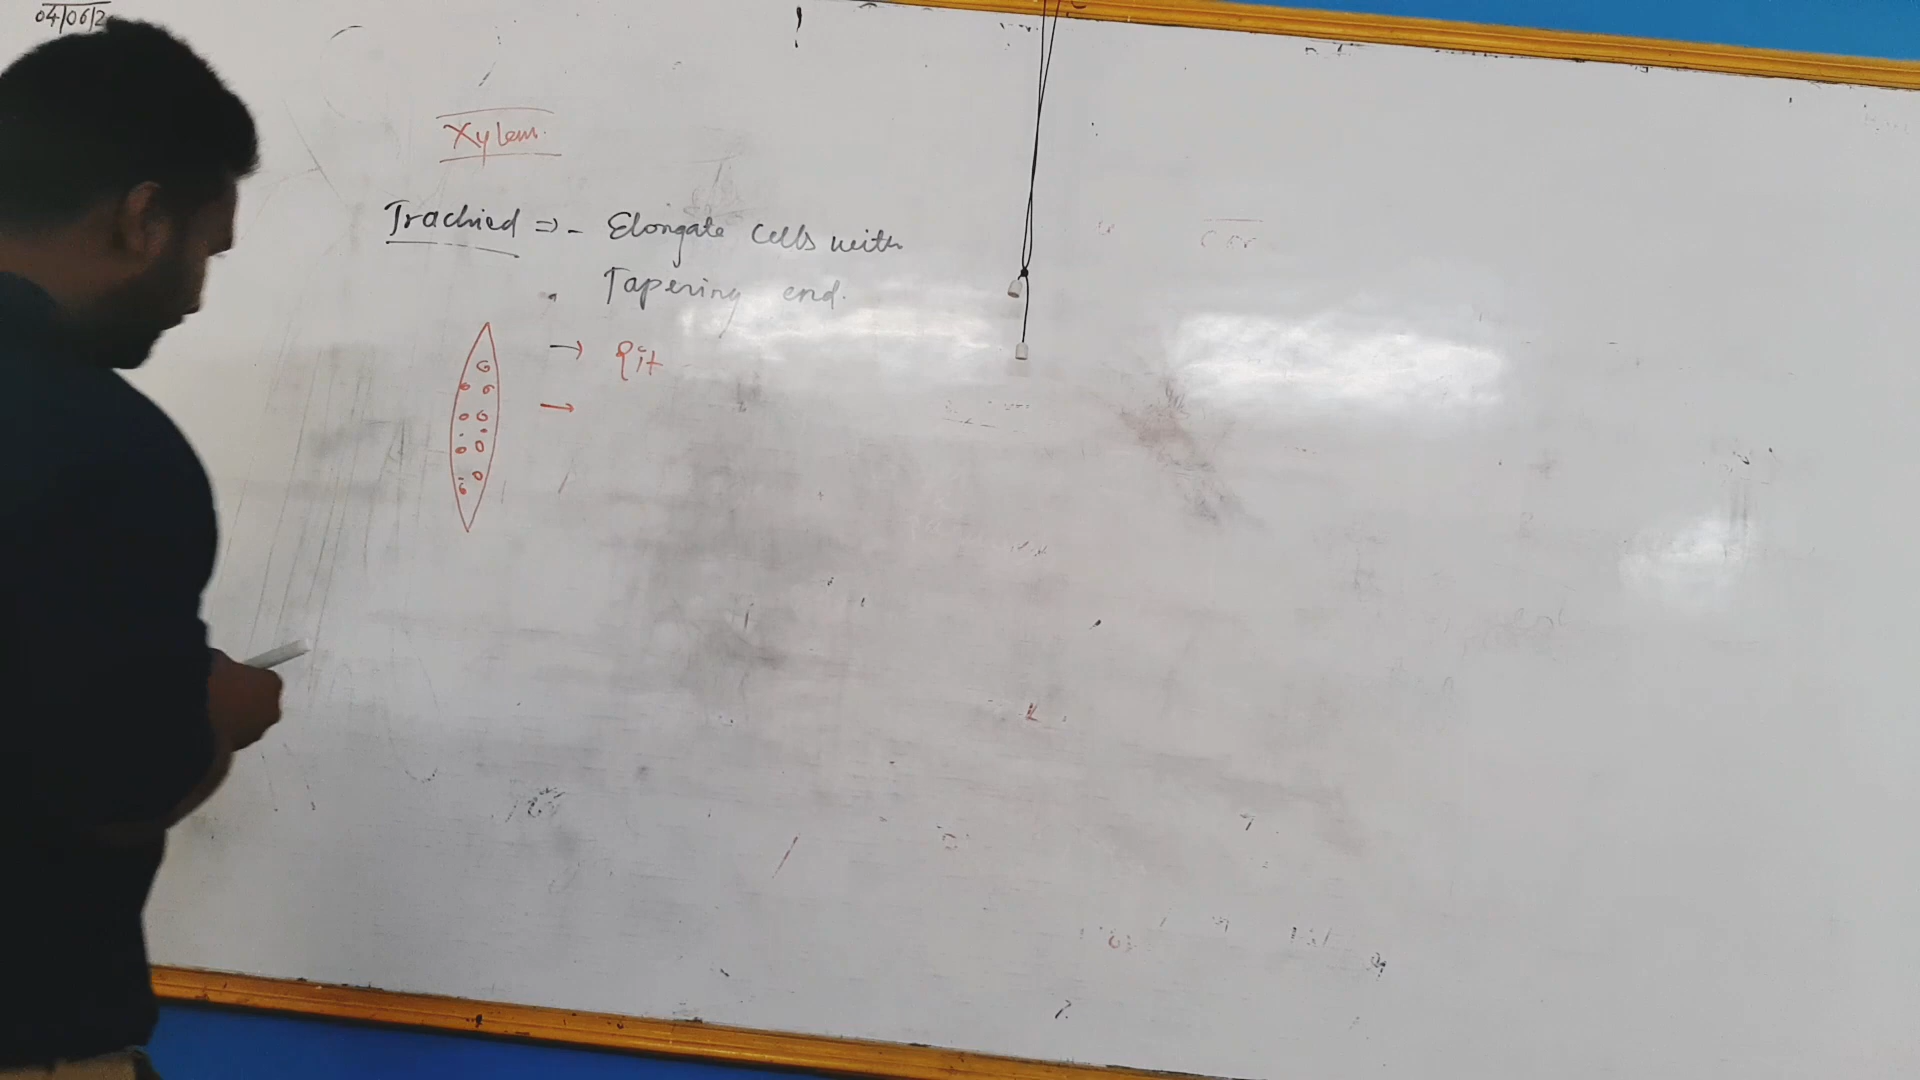 04/06/2
Xylem.
Trachied => - Elongate cells with
Tapering end.
→ Pit
→